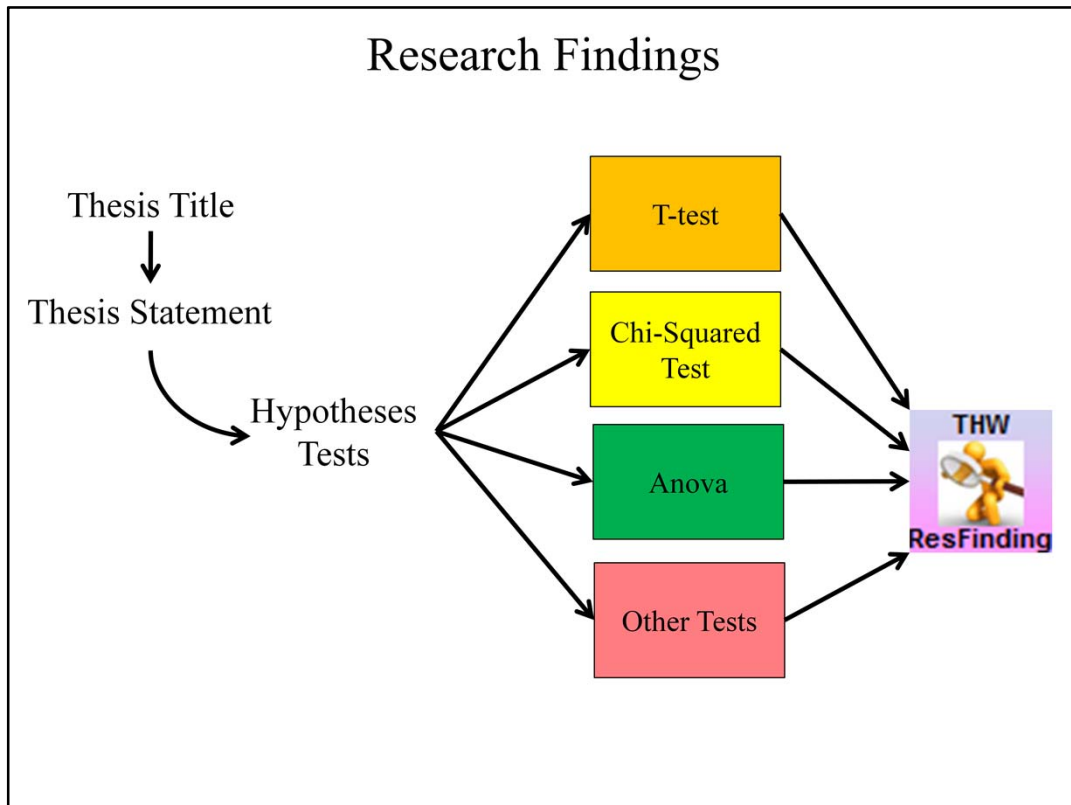 Research Findings
Thesis Title
Thesis Statement
Hypotheses
Tests
T-test
Chi-Squared
Test
Anova
Other Tests
THW
ResFinding